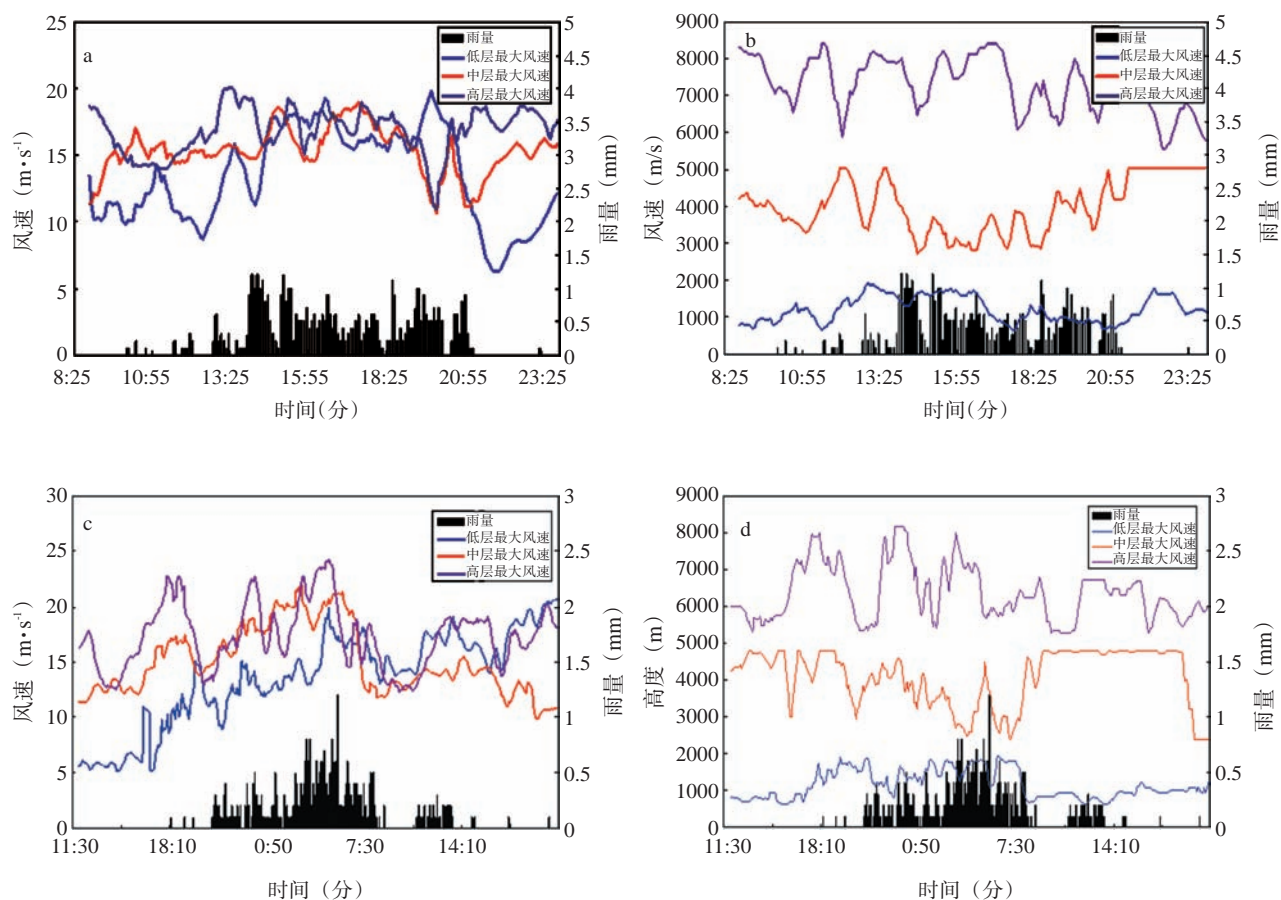 a
25
20
15
10
5
0
风速（m·s⁻¹）
5
4.5
4
3.5
3
2.5
2
1.5
1
0.5
0
雨量（mm）
雨量
低层最大风速
中层最大风速
高层最大风速
8:25 10:55 13:25 15:55 18:25 20:55 23:25
时间(分)
b
9000
8000
7000
6000
5000
4000
3000
2000
1000
0
风速（m/s）
5
4.5
4
3.5
3
2.5
2
1.5
1
0.5
0
雨量（mm）
雨量
低层最大风速
中层最大风速
高层最大风速
8:25 10:55 13:25 15:55 18:25 20:55 23:25
时间(分)
c
30
25
20
15
10
5
0
风速（m·s⁻¹）
3
2.5
2
1.5
1
0.5
0
雨量（mm）
雨量
低层最大风速
中层最大风速
高层最大风速
11:30 18:10 0:50 7:30 14:10
时间（分）
d
9000
8000
7000
6000
5000
4000
3000
2000
1000
0
高度（m）
3
2.5
2
1.5
1
0.5
0
雨量（mm）
雨量
低层最大风速
中层最大风速
高层最大风速
11:30 18:10 0:50 7:30 14:10
时间（分）